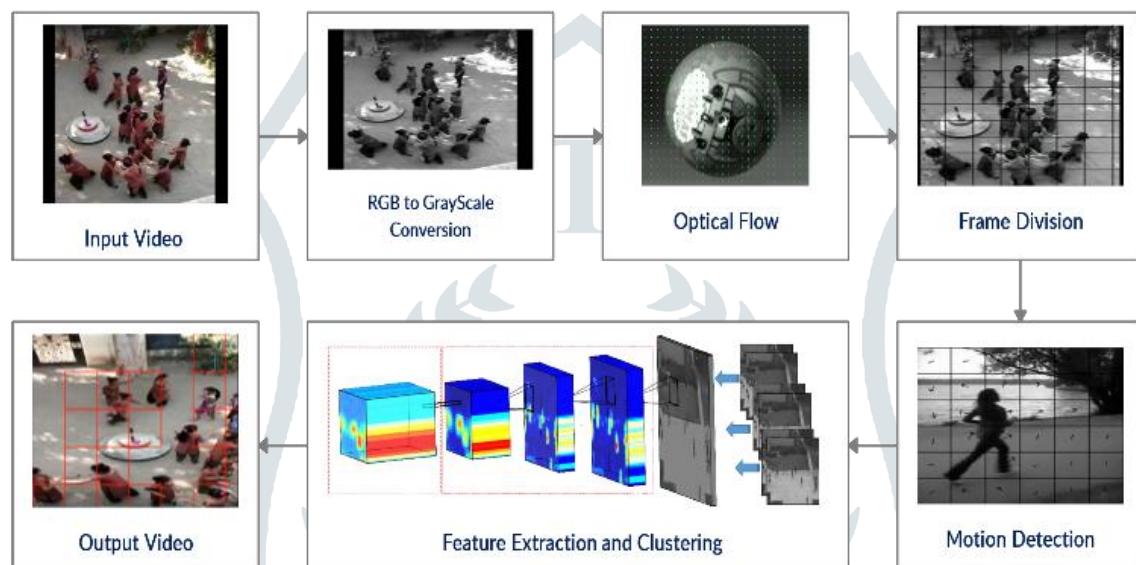 Input Video
RGB to GrayScale
Conversion
Optical Flow
Frame Division
Motion Detection
Feature Extraction and Clustering
Output Video